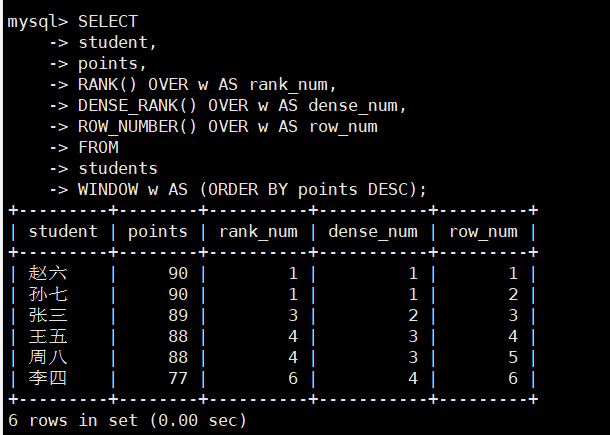 mysql> SELECT
    -> student,
    -> points,
    -> RANK() OVER w AS rank_num,
    -> DENSE_RANK() OVER w AS dense_num,
    -> ROW_NUMBER() OVER w AS row_num
    -> FROM
    -> students
    -> WINDOW w AS (ORDER BY points DESC);
+---------+--------+----------+-----------+---------+
| student | points | rank_num | dense_num | row_num |
+---------+--------+----------+-----------+---------+
| 赵六    |     90 |        1 |         1 |       1 |
| 孙七    |     90 |        1 |         1 |       2 |
| 张三    |     89 |        3 |         2 |       3 |
| 王五    |     88 |        4 |         3 |       4 |
| 周八    |     88 |        4 |         3 |       5 |
| 李四    |     77 |        6 |         4 |       6 |
+---------+--------+----------+-----------+---------+
6 rows in set (0.00 sec)